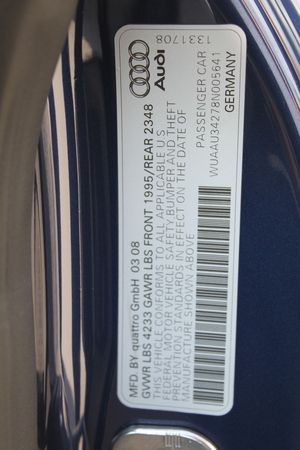 1331708
Audi
PASSENGER CAR
WUAAU34278N005641
GERMANY
MFD. BY quattro GmbH 03 08
GVWR LBS 4233 GAWR LBS FRONT 1995/REAR 2348
THIS VEHICLE CONFORMS TO ALL APPLICABLE U S
FEDERAL MOTOR VEHICLE SAFETY, BUMPER AND THEFT
PREVENTION STANDARDS IN EFFECT ON THE DATE OF
MANUFACTURE SHOWN ABOVE